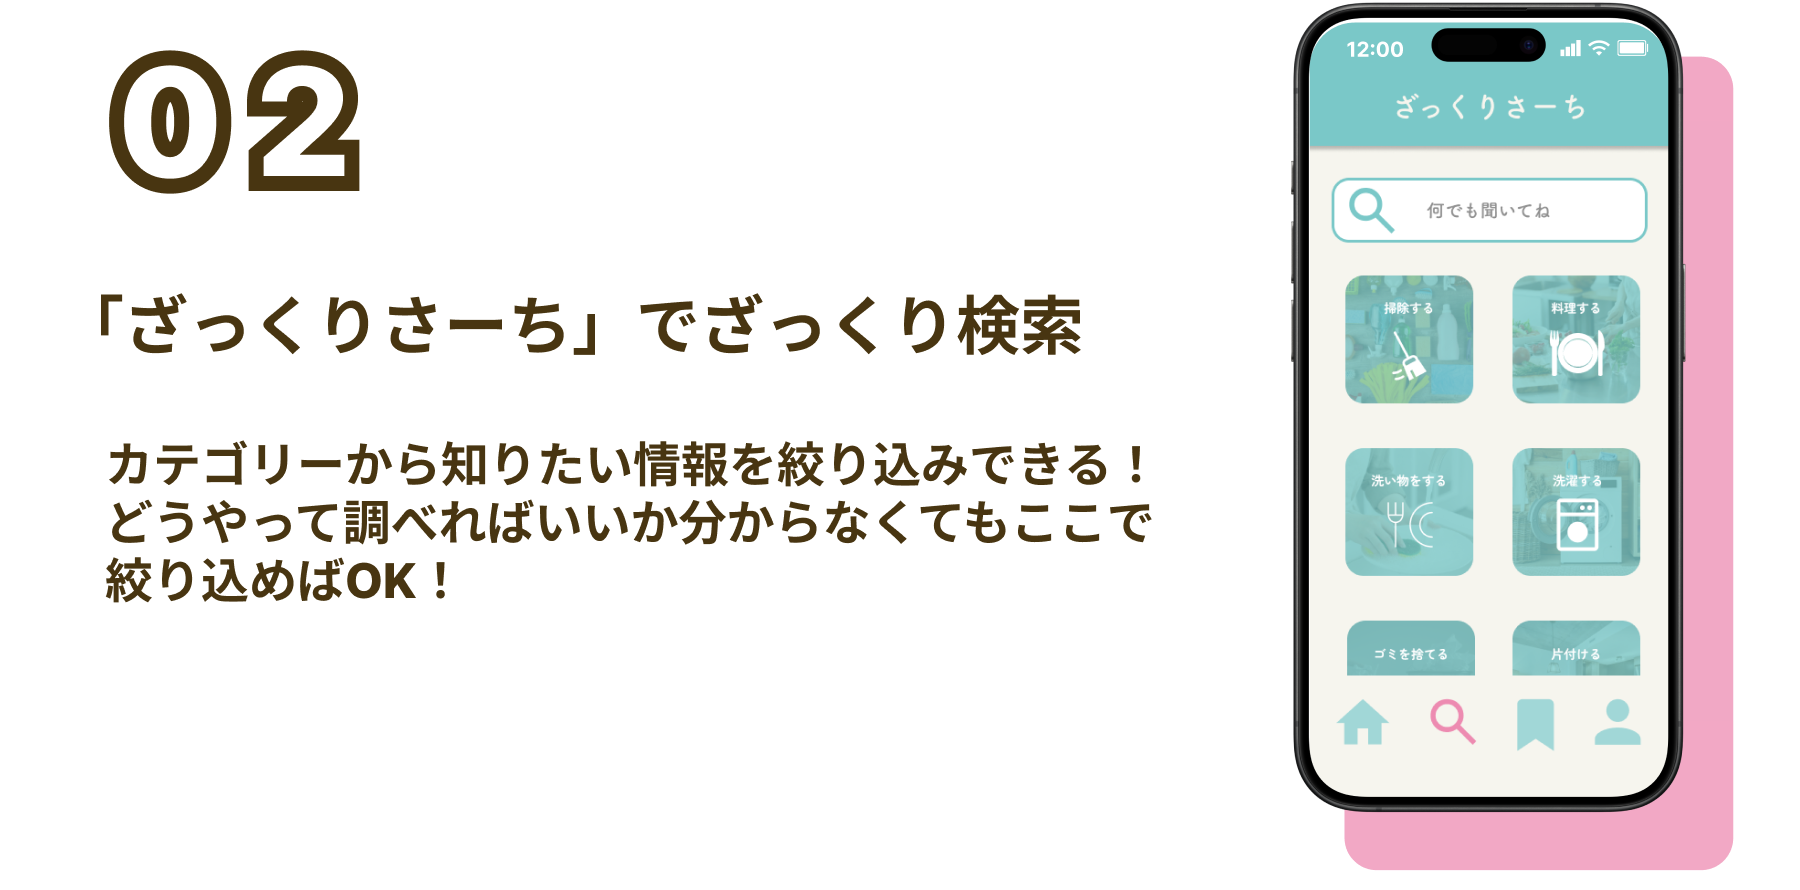 02
「ざっくりさーち」でざっくり検索
カテゴリーから知りたい情報を絞り込みできる！
どうやって調べればいいか分からなくてもここで
絞り込めばOK！
12:00
ざっくりさーち
何でも聞いてね
掃除する
料理する
洗い物をする
洗濯する
ゴミを捨てる
片付ける